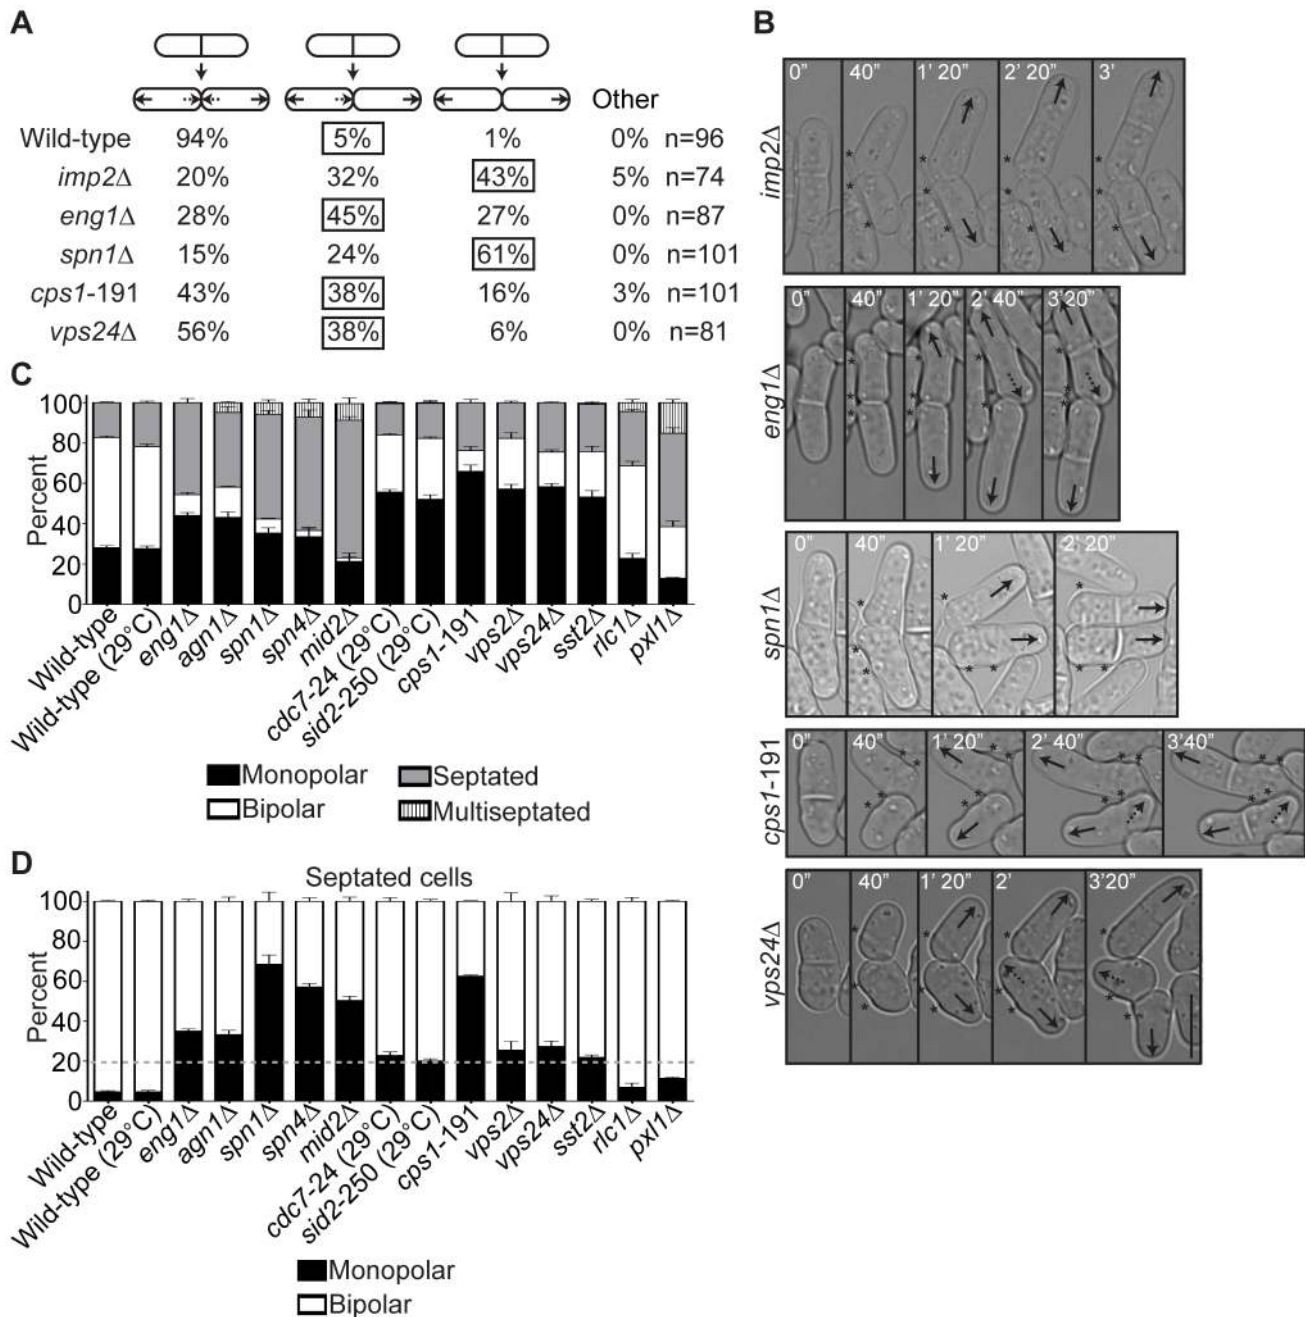 A
Other
Wild-type 94% 5% 1% 0% n=96
imp2Δ 20% 32% 43% 5% n=74
eng1Δ 28% 45% 27% 0% n=87
spn1Δ 15% 24% 61% 0% n=101
cps1-191 43% 38% 16% 3% n=101
vps24Δ 56% 38% 6% 0% n=81
B
imp2Δ
0” 40” 1’ 20” 2’ 20” 3’
* * * * * * * *
eng1Δ
0” 40” 1’ 20” 2’ 40” 3’20”
spn1Δ
0” 40” 1’ 20” 2’ 20”
cps1-191
0” 40” 1’20” 2’ 40” 3’40”
vps24Δ
0” 40” 1’ 20” 2’ 3’20”
C
Percent
100
80
60
40
20
0
Wild-type
Wild-type (29°C)
eng1Δ
agn1Δ
spn1Δ
spn4Δ
mid2Δ
cdc7-24 (29°C)
sid2-250 (29°C)
cps1-191
vps2Δ
vps24Δ
sst2Δ
rlc1Δ
pxl1Δ
Monopolar Septated
Bipolar Multiseptated
D
Septated cells
Percent
100
80
60
40
20
0
Wild-type
Wild-type (29°C)
eng1Δ
agn1Δ
spn1Δ
spn4Δ
mid2Δ
cdc7-24 (29°C)
sid2-250 (29°C)
cps1-191
vps2Δ
vps24Δ
sst2Δ
rlc1Δ
pxl1Δ
Monopolar
Bipolar